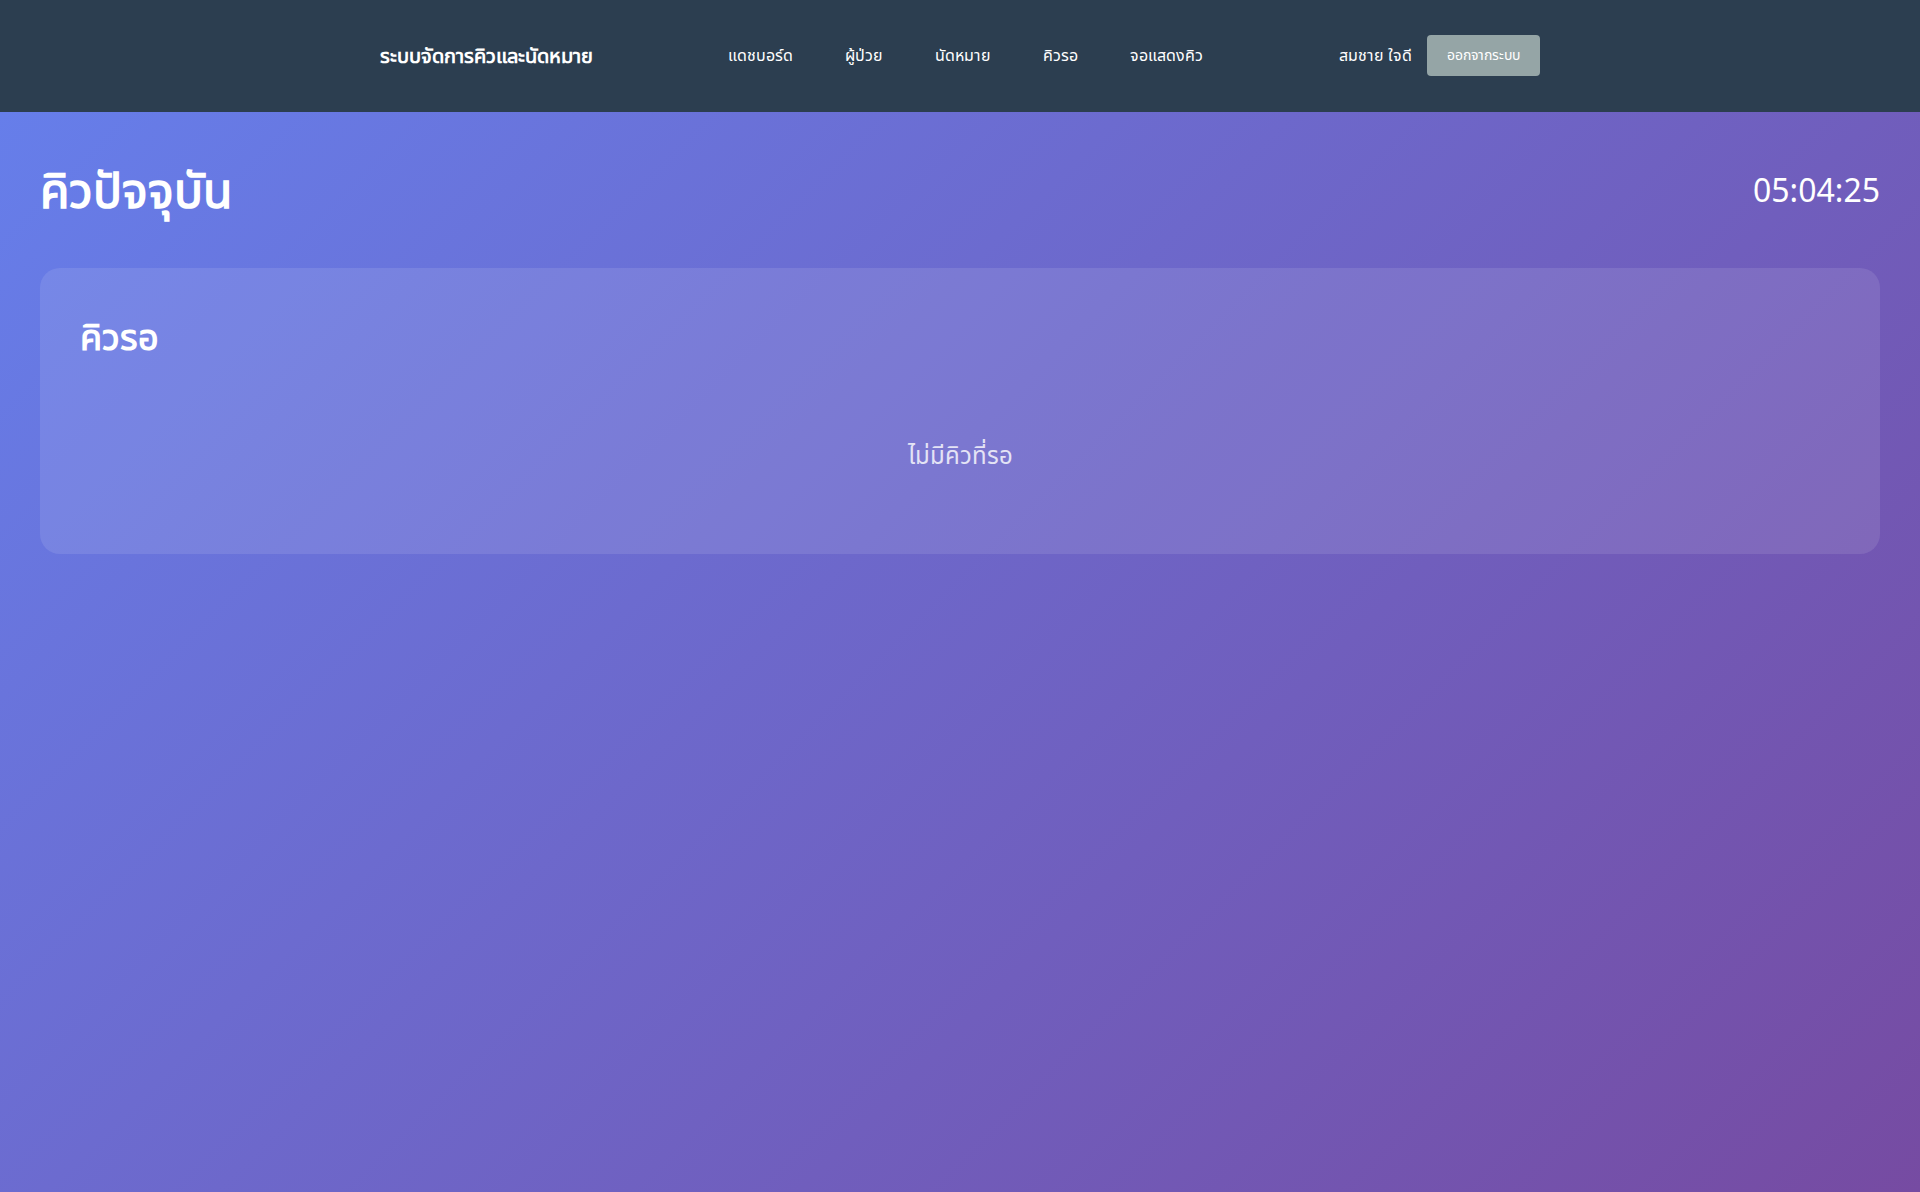 ระบบจัดการคิวและนัดหมาย
แดชบอร์ด
ผู้ป่วย
นัดหมาย
คิวรอ
จอแสดงคิว
สมชาย ใจดี
ออกจากระบบ
คิวปัจจุบัน
05:04:25
คิวรอ
ไม่มีคิวที่รอ